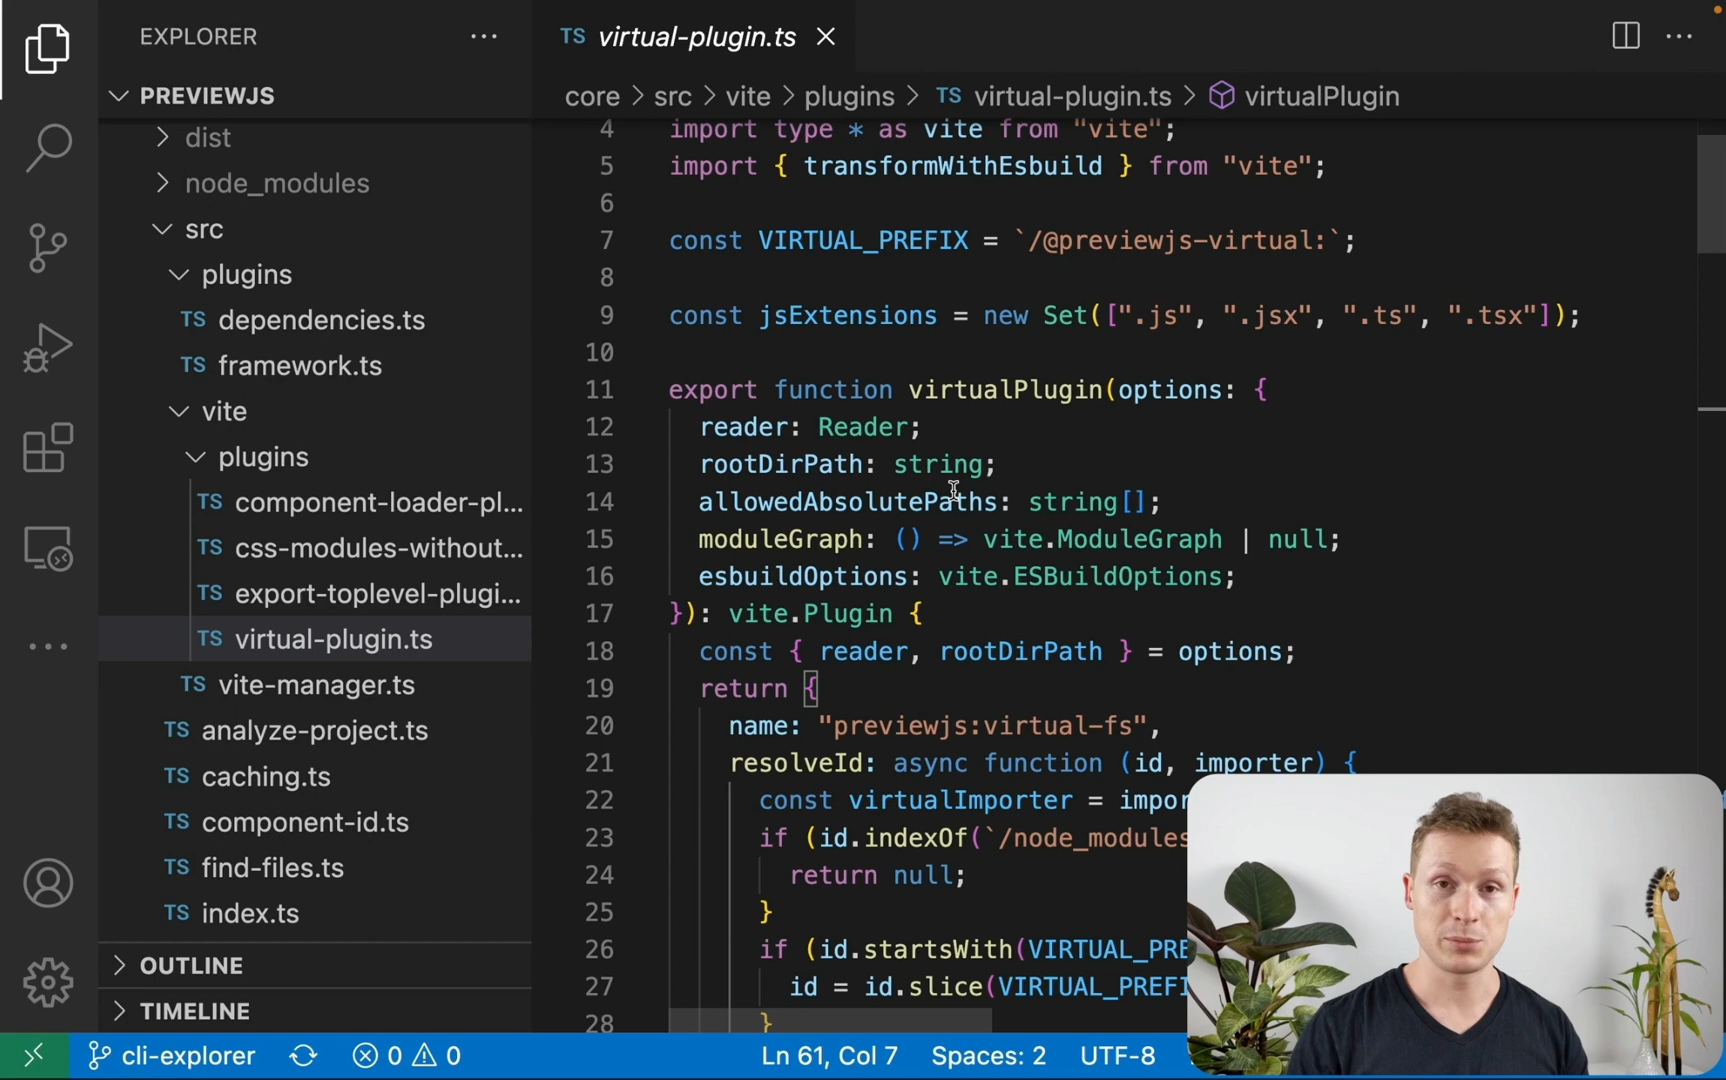 EXPLORER
PREVIEWJS
dist
node_modules
src
plugins
TS dependencies.ts
TS framework.ts
vite
plugins
TS component-loader-pl...
TS css-modules-without...
TS export-toplevel-plugi...
TS virtual-plugin.ts
TS vite-manager.ts
TS analyze-project.ts
TS caching.ts
TS component-id.ts
TS find-files.ts
TS index.ts
OUTLINE
TIMELINE
TS virtual-plugin.ts
core > src > vite > plugins > TS virtual-plugin.ts > virtualPlugin
4 import type * as vite from "vite";
5 import { transformWithEsbuild } from "vite";
6
7 const VIRTUAL_PREFIX = `/@previewjs-virtual:`;
8
9 const jsExtensions = new Set([".js", ".jsx", ".ts", ".tsx"]);
10
11 export function virtualPlugin(options: {
12 reader: Reader;
13 rootDirPath: string;
14 allowedAbsolutePaths: string[];
15 moduleGraph: () => vite.ModuleGraph | null;
16 esbuildOptions: vite.ESBuildOptions;
17 }): vite.Plugin {
18 const { reader, rootDirPath } = options;
19 return {
20 name: "previewjs:virtual-fs",
21 resolveId: async function (id, importer) {
22 const virtualImporter = impor
23 if (id.indexOf(`/node_modules
24 return null;
25 }
26 if (id.startsWith(VIRTUAL_PRE
27 id = id.slice(VIRTUAL_PREFI
28 }
cli-explorer 0 0 Ln 61, Col 7 Spaces: 2 UTF-8